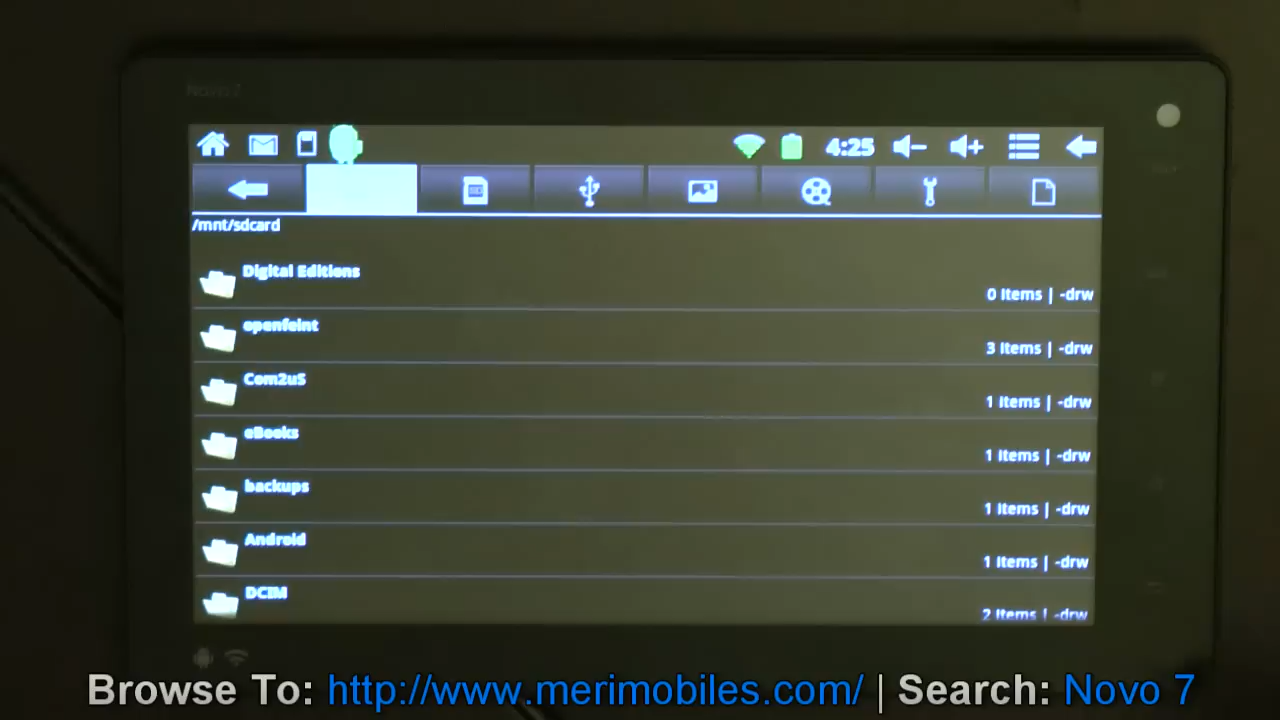 Novo 7
4:25
/mnt/sdcard
Digital Editions
0 Items | -drw
openfeint
3 Items | -drw
Com2uS
1 Items | -drw
eBooks
1 Items | -drw
backups
1 Items | -drw
Android
1 Items | -drw
DCIM
2 Items | -drw
Browse To: http://www.merimobiles.com/ | Search: Novo 7